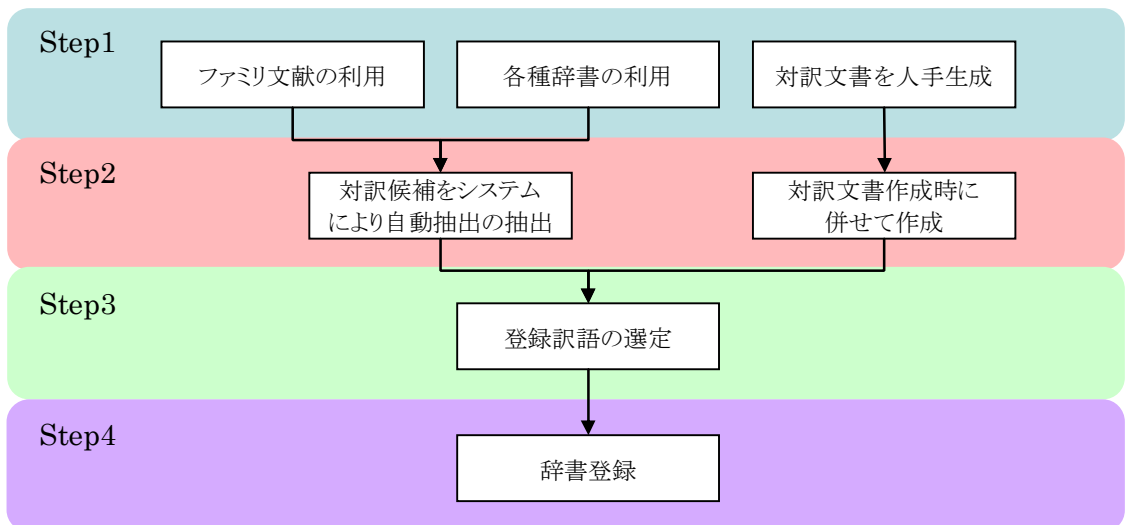 Step1
ファミリ文献の利用
各種辞書の利用
対訳文書を人手生成
Step2
対訳候補をシステム
により自動抽出の抽出
対訳文書作成時に
併せて作成
Step3
登録訳語の選定
Step4
辞書登録